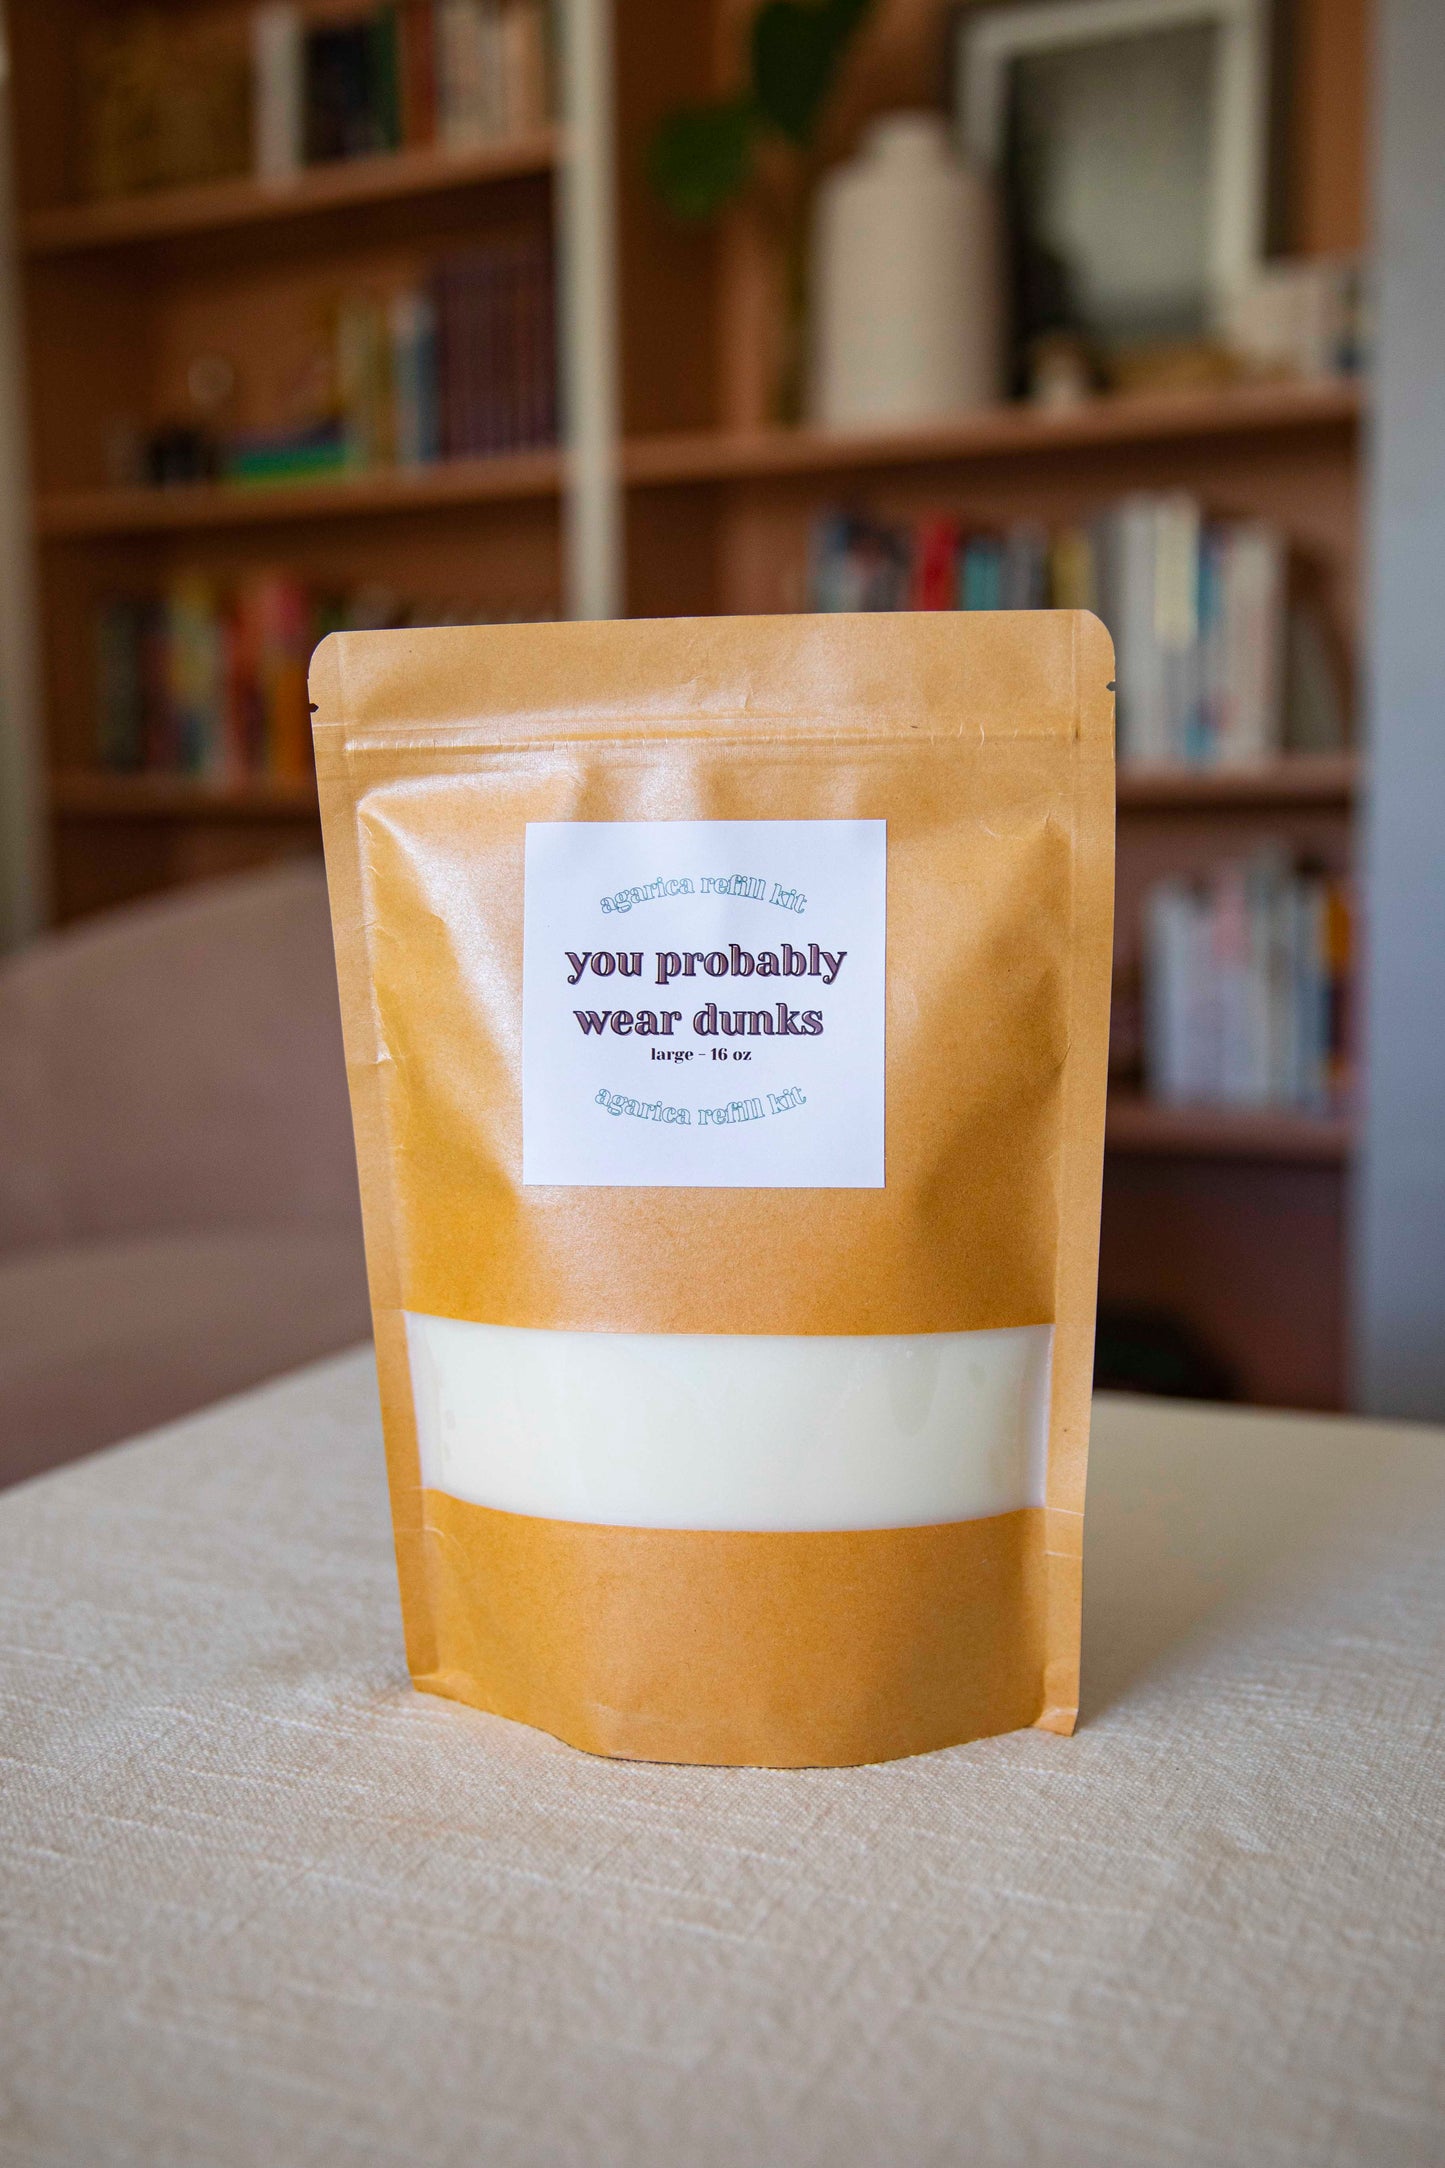 agarica refill kit
you probably
wear dunks
large - 16 oz
agarica refill kit